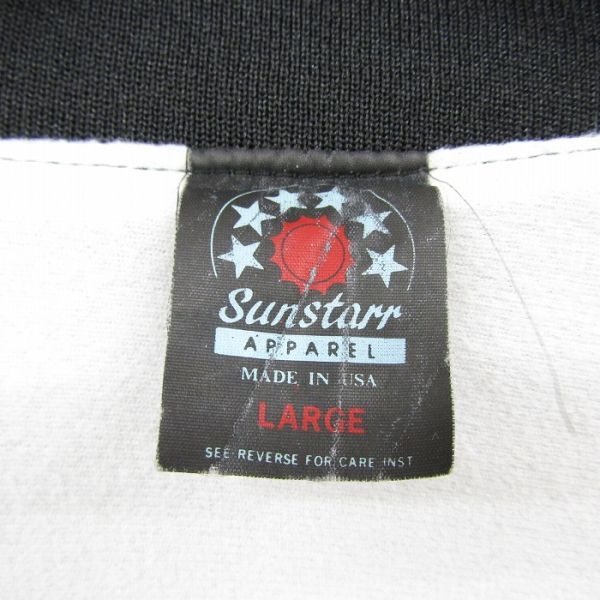 Sunstarr
APPAREL
MADE IN USA
LARGE
SEE REVERSE FOR CARE INST